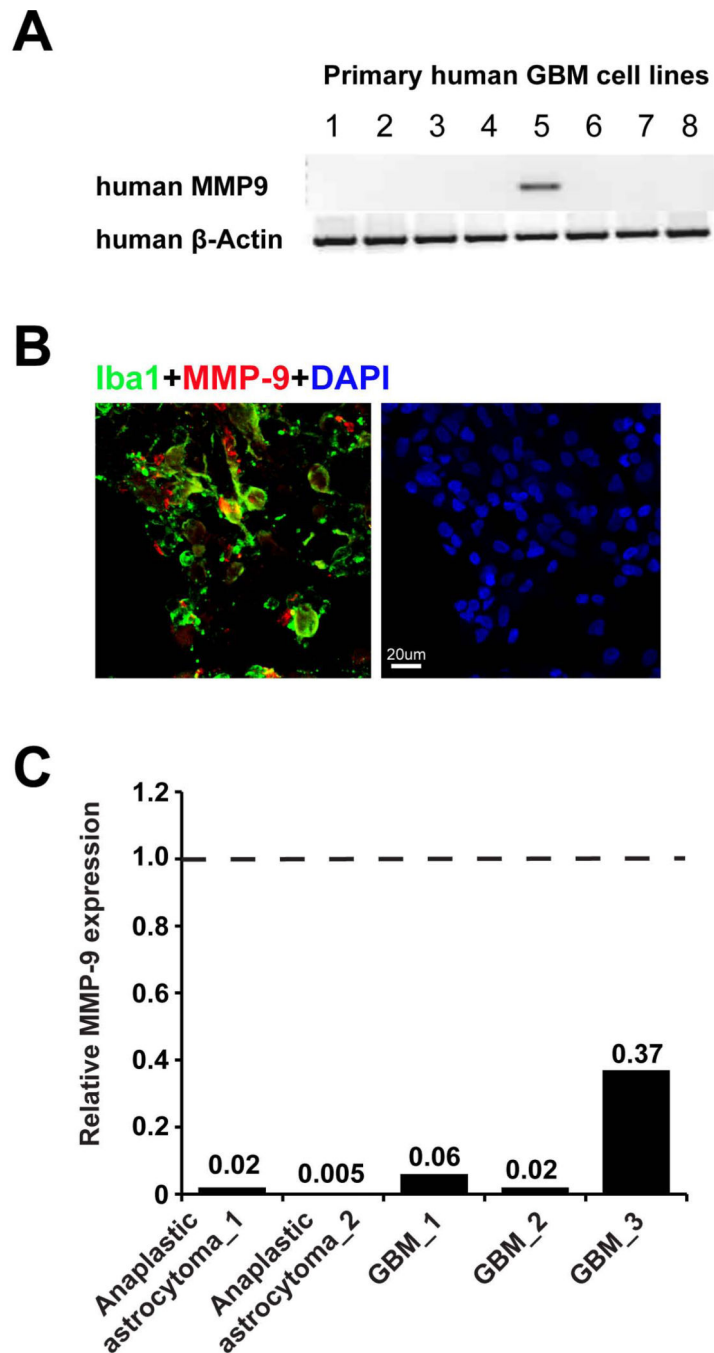 A
Primary human GBM cell lines
1 2 3 4 5 6 7 8
human MMP9
human β-Actin
B
Iba1+MMP-9+DAPI
20um
C
Relative MMP-9 expression
1.2
1.0
0.8
0.6
0.4
0.2
0
0.02
0.005
0.06
0.02
0.37
Anaplastic
astrocytoma_1
Anaplastic
astrocytoma_2
GBM_1
GBM_2
GBM_3